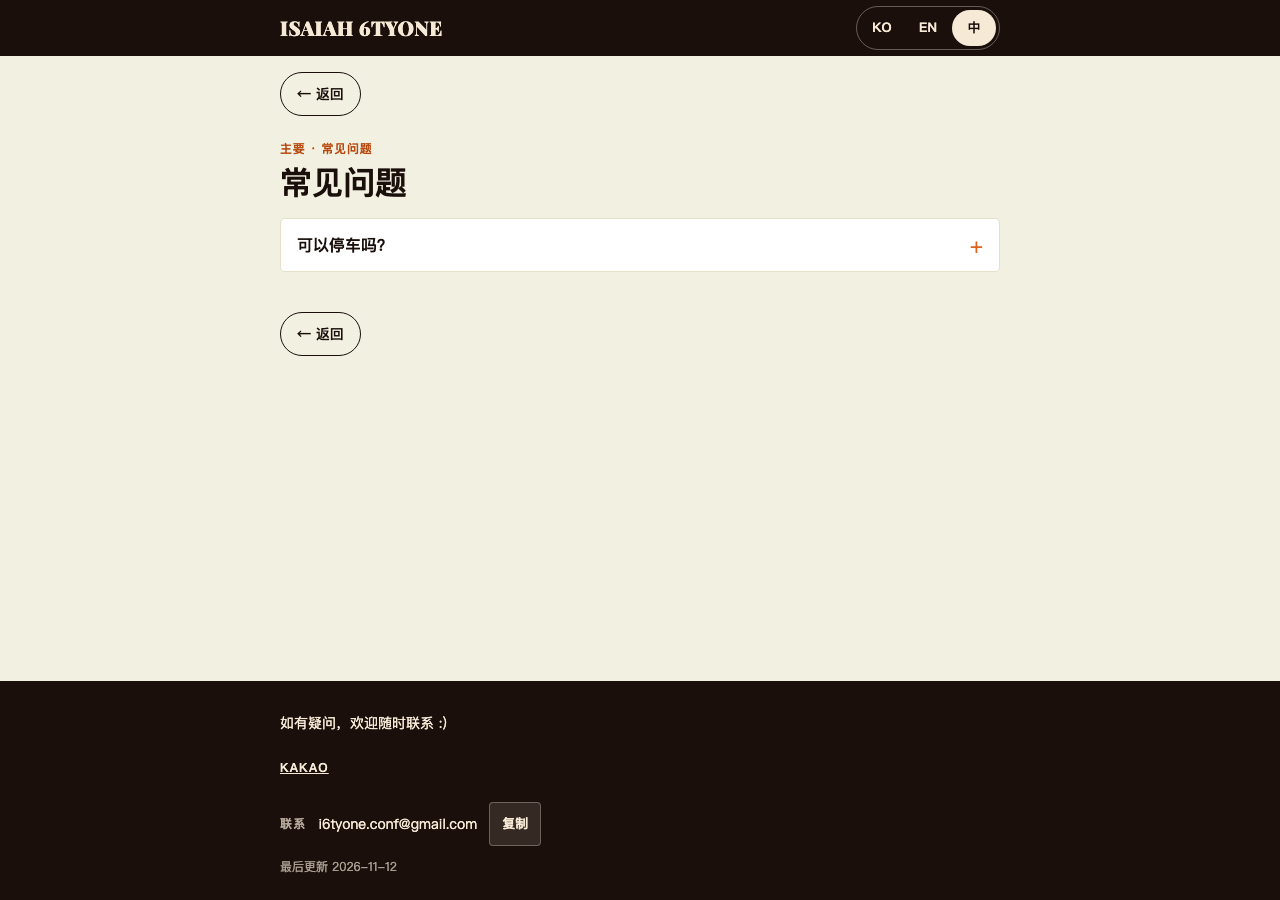 ISAIAH 6TYONE
KO EN 中
← 返回
主要 · 常见问题
常见问题
可以停车吗?
+
← 返回
如有疑问，欢迎随时联系 :)
KAKAO
联系 i6tyone.conf@gmail.com 复制
最后更新 2026-11-12